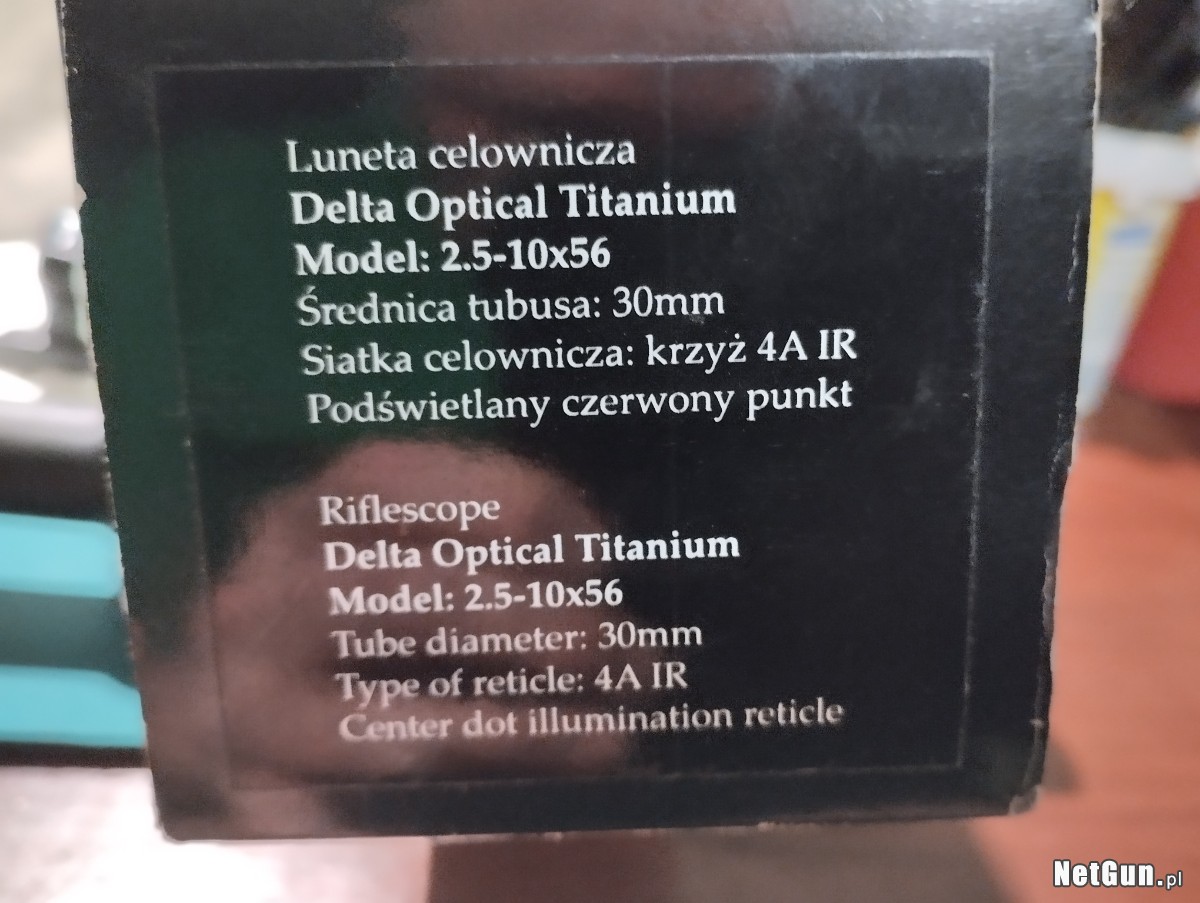 Luneta celownicza
Delta Optical Titanium
Model: 2.5-10x56
Średnica tubusa: 30mm
Siatka celownicza: krzyż 4A IR
Podświetlany czerwony punkt
Riflescope
Delta Optical Titanium
Model: 2.5-10x56
Tube diameter: 30mm
Type of reticle: 4A IR
Center dot illumination reticle
NetGun.pl